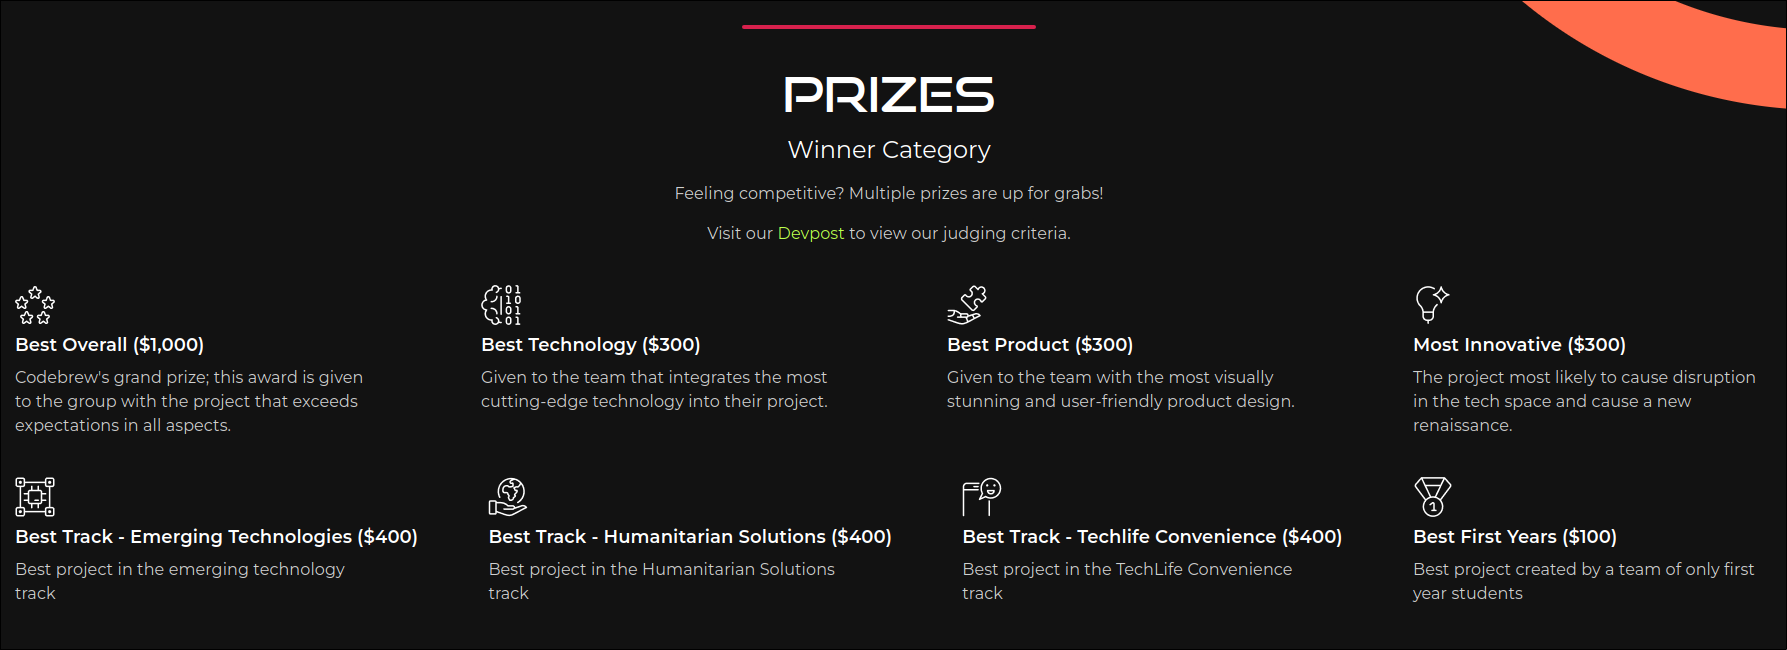 PRIZES
Winner Category
Feeling competitive? Multiple prizes are up for grabs!
Visit our Devpost to view our judging criteria.
01
10
01
01
Best Overall ($1,000)
Codebrew's grand prize; this award is given
to the group with the project that exceeds
expectations in all aspects.
Best Technology ($300)
Given to the team that integrates the most
cutting-edge technology into their project.
Best Product ($300)
Given to the team with the most visually
stunning and user-friendly product design.
Most Innovative ($300)
The project most likely to cause disruption
in the tech space and cause a new
renaissance.
Best Track - Emerging Technologies ($400)
Best project in the emerging technology
track
Best Track - Humanitarian Solutions ($400)
Best project in the Humanitarian Solutions
track
Best Track - Techlife Convenience ($400)
Best project in the TechLife Convenience
track
1
Best First Years ($100)
Best project created by a team of only first
year students